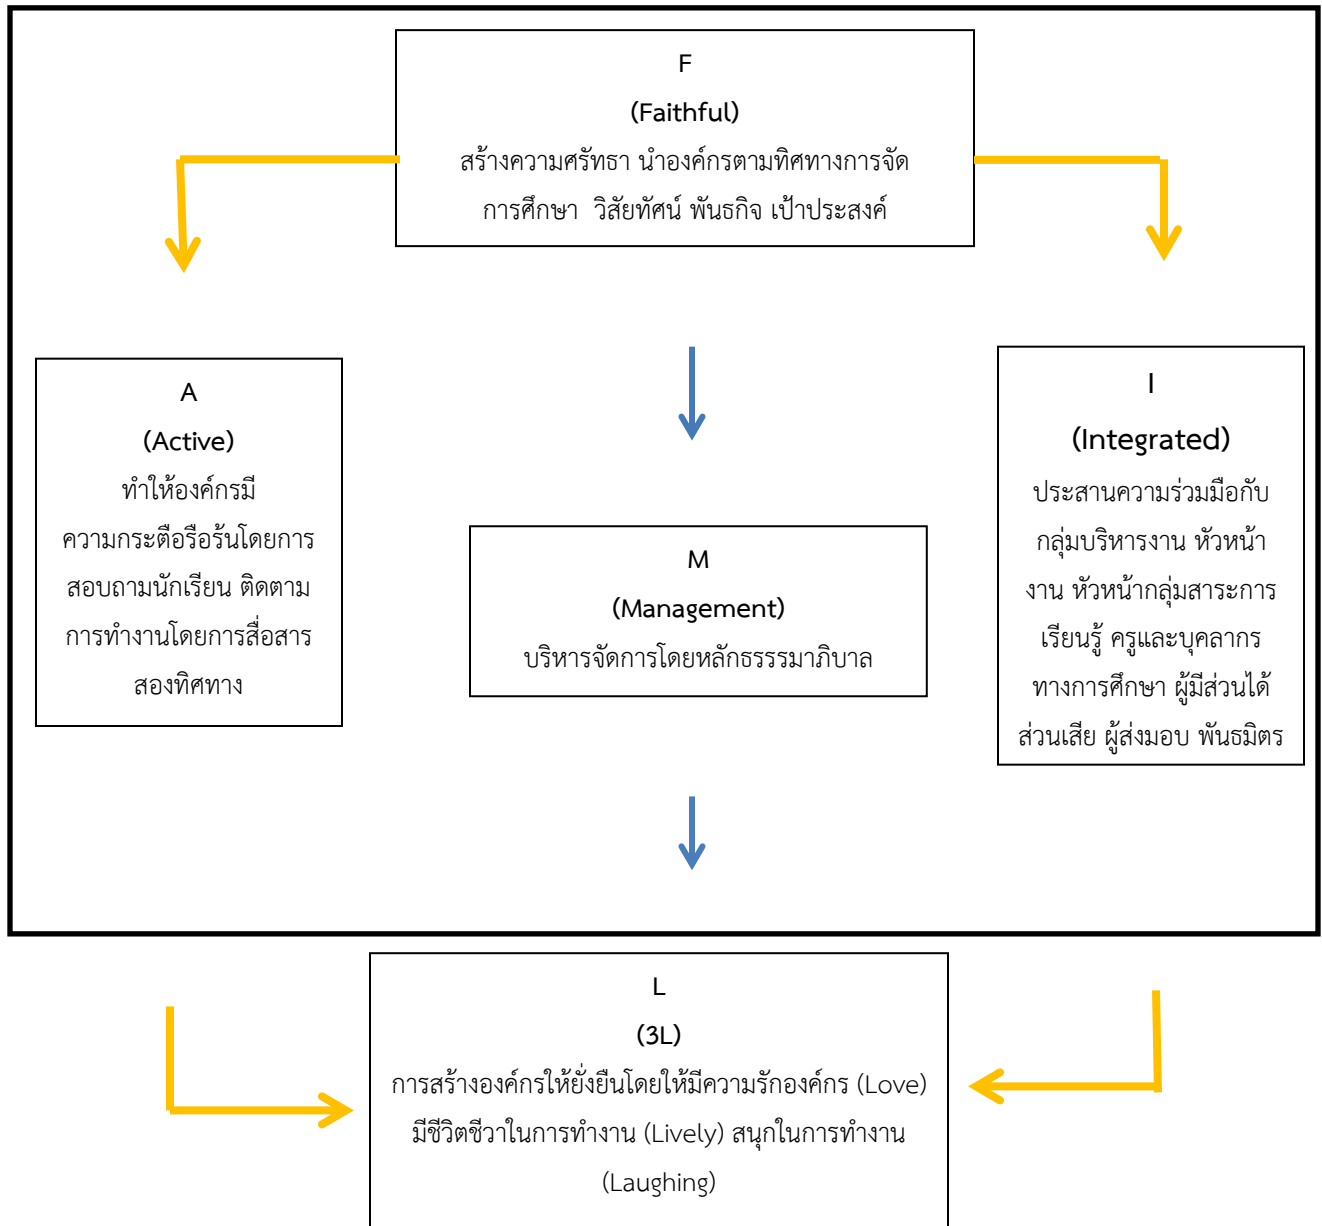 F
(Faithful)
สร้างความศรัทธา นำองค์กรตามทิศทางการจัด
การศึกษา วิสัยทัศน์ พันธกิจ เป้าประสงค์
A
(Active)
ทำให้องค์กรมี
ความกระตือรือร้นโดยการ
สอบถามนักเรียน ติดตาม
การทำงานโดยการสื่อสาร
สองทิศทาง
M
(Management)
บริหารจัดการโดยหลักธรรรมาภิบาล
I
(Integrated)
ประสานความร่วมมือกับ
กลุ่มบริหารงาน หัวหน้า
งาน หัวหน้ากลุ่มสาระการ
เรียนรู้ ครูและบุคลากร
ทางการศึกษา ผู้มีส่วนได้
ส่วนเสีย ผู้ส่งมอบ พันธมิตร
L
(3L)
การสร้างองค์กรให้ยั่งยืนโดยให้มีความรักองค์กร (Love)
มีชีวิตชีวาในการทำงาน (Lively) สนุกในการทำงาน
(Laughing)